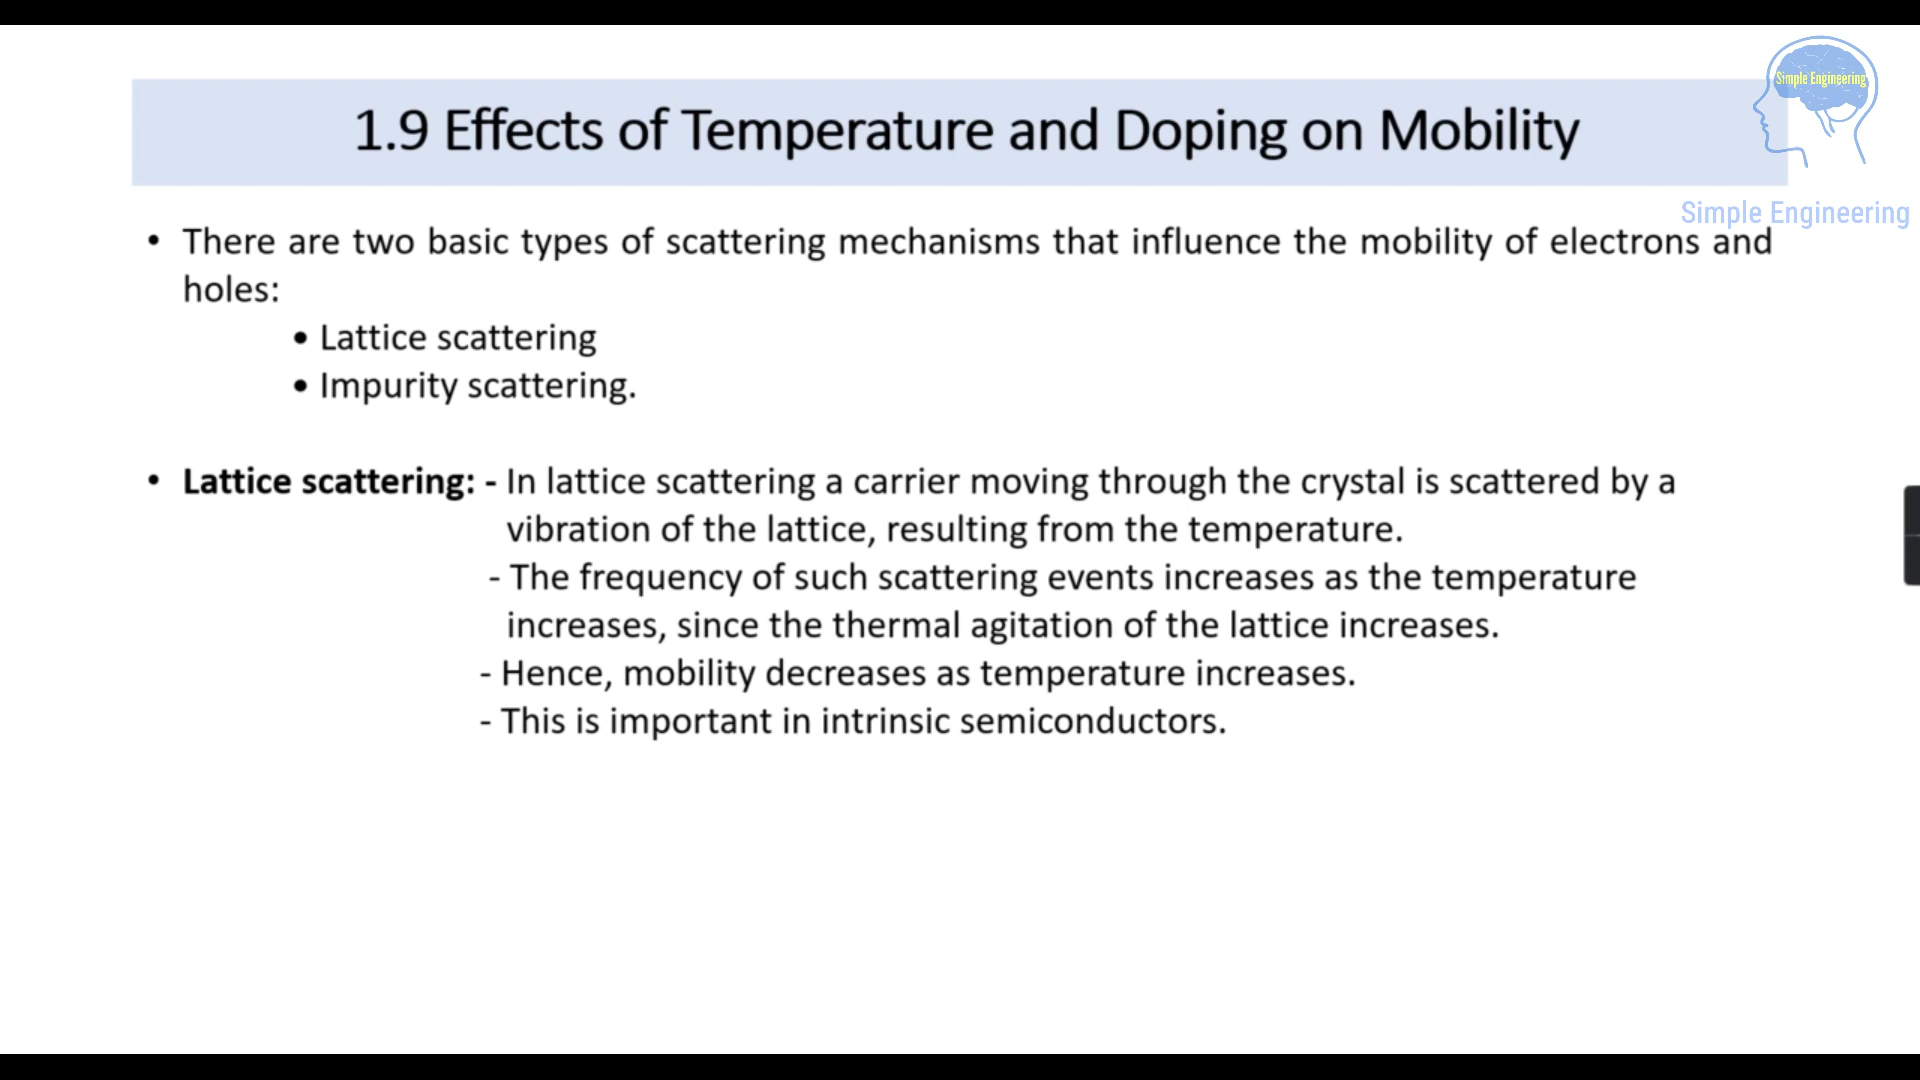 Simple Engineering
1.9 Effects of Temperature and Doping on Mobility
Simple Engineering
• There are two basic types of scattering mechanisms that influence the mobility of electrons and
holes:
• Lattice scattering
• Impurity scattering.
• Lattice scattering: - In lattice scattering a carrier moving through the crystal is scattered by a
vibration of the lattice, resulting from the temperature.
- The frequency of such scattering events increases as the temperature
increases, since the thermal agitation of the lattice increases.
- Hence, mobility decreases as temperature increases.
- This is important in intrinsic semiconductors.